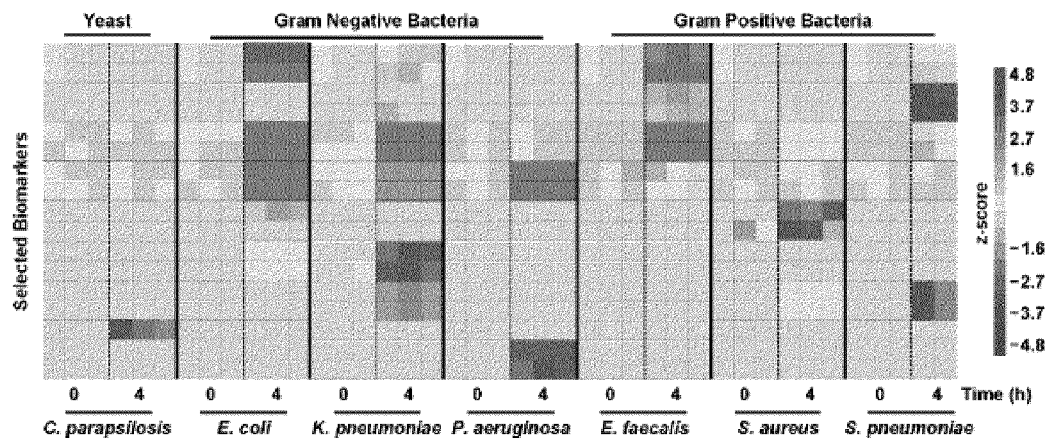 Yeast Gram Negative Bacteria Gram Positive Bacteria
Selected Biomarkers
4.8
3.7
2.7
1.6
z-score
−1.6
−2.7
−3.7
−4.8
0 4 0 4 0 4 0 4 0 4 0 4 0 4 Time (h)
C. parapsilosis E. coli K. pneumoniae P. aeruginosa E. faecalis S. aureus S. pneumoniae